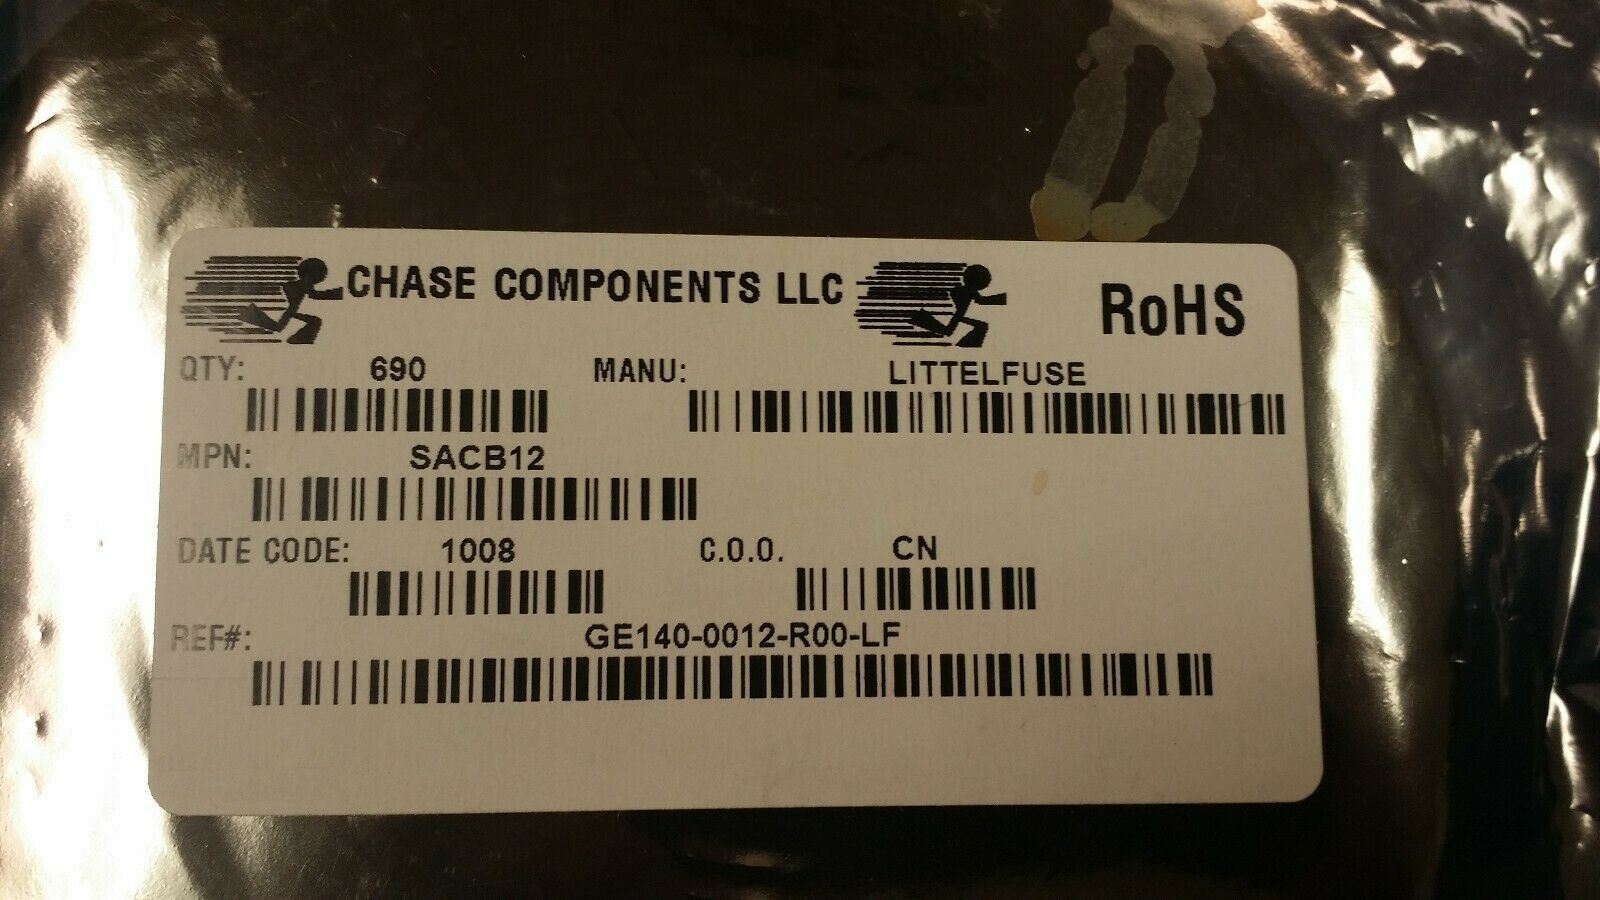 CHASE COMPONENTS LLC RoHS
QTY: 690 MANU: LITTELFUSE
MPN: SACB12
DATE CODE: 1008 C.O.O. CN
REF#: GE140-0012-R00-LF